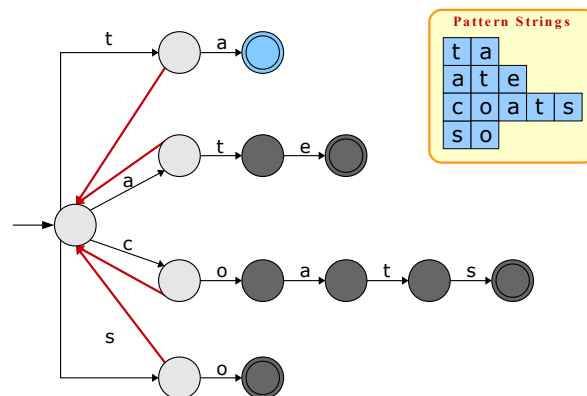 Pattern Strings
t a
a t e
c o a t s
s o
t a
a t e
c o a t s
s o